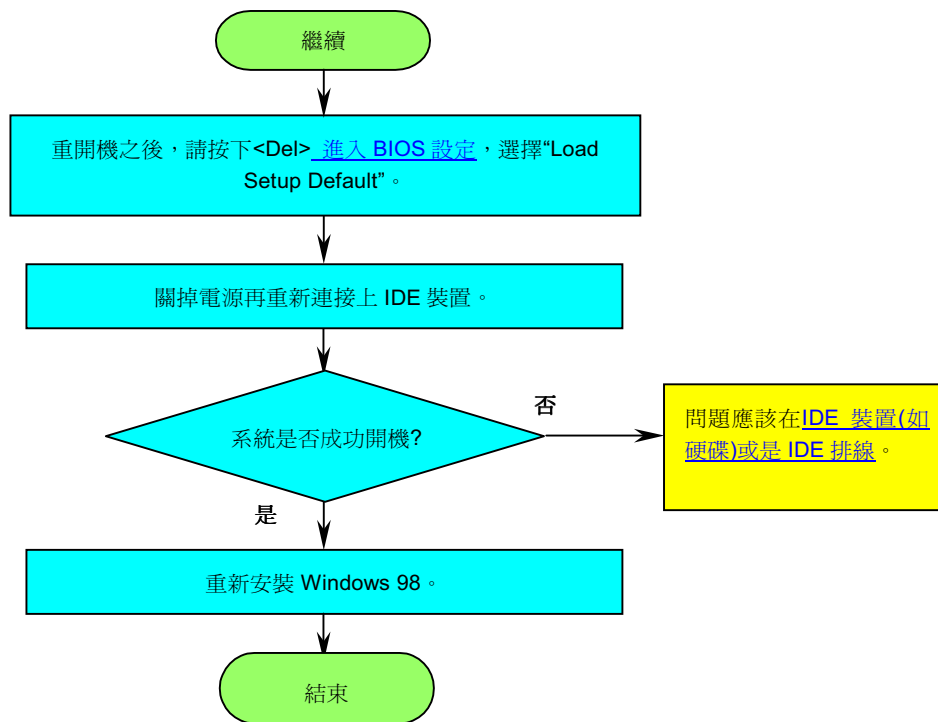 繼續
重開機之後，請按下<Del> 進入 BIOS 設定，選擇“Load
Setup Default”。
關掉電源再重新連接上 IDE 裝置。
系統是否成功開機?
否
問題應該在IDE 裝置(如
硬碟)或是 IDE 排線。
是
重新安裝 Windows 98。
結束